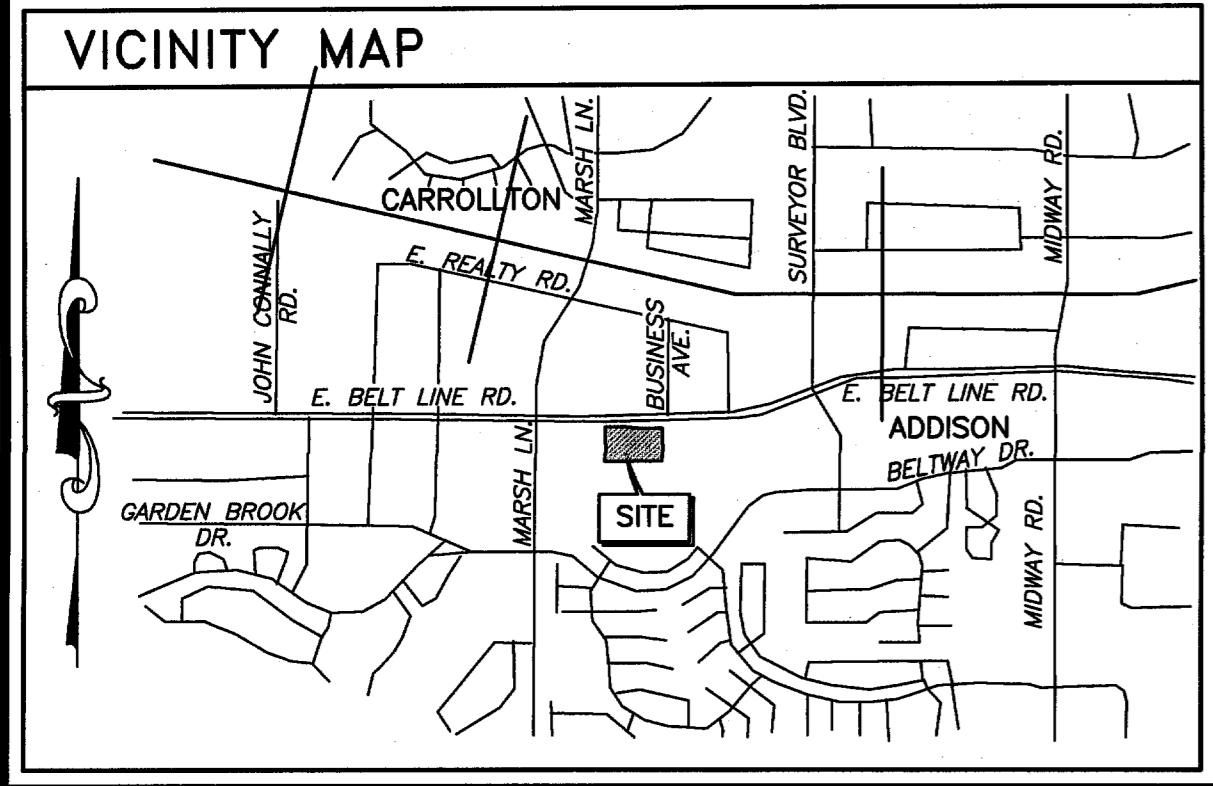 VICINITY MAP
MARSH LN.
SURVEYOR BLVD.
MIDWAY RD.
CARROLLTON
JOHN CONNALLY
RD.
E. REALTY RD.
BUSINESS
AVE.
E. BELT LINE RD.
E. BELT LINE RD.
ADDISON
BELTWAY DR.
MARSH LN.
SITE
GARDEN BROOK
DR.
MIDWAY RD.